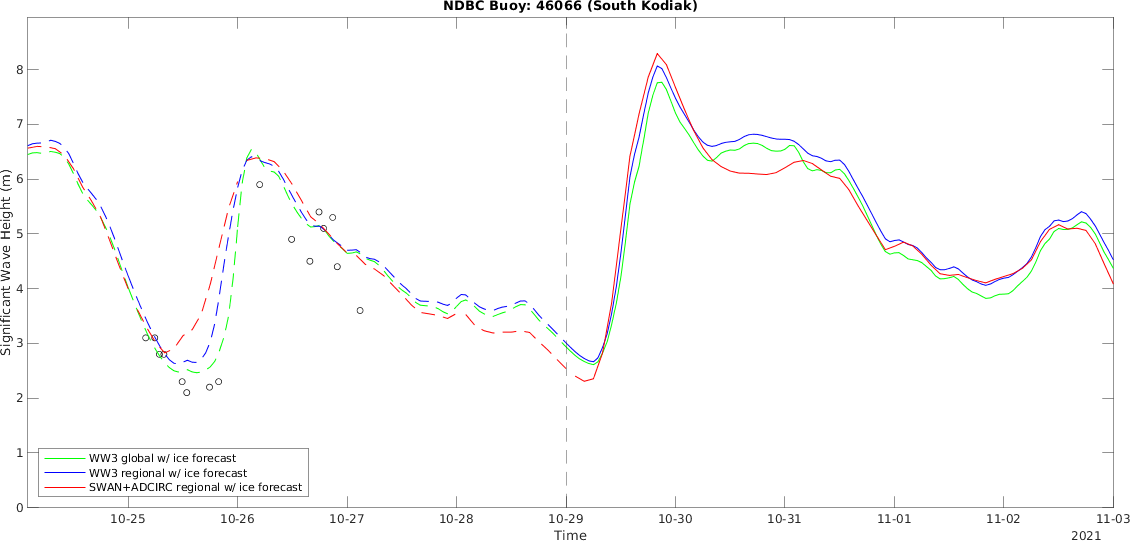 NDBC Buoy: 46066 (South Kodiak)
Significant Wave Height (m)
8
7
6
5
4
3
2
1
0
WW3 global w/ ice forecast
WW3 regional w/ ice forecast
SWAN+ADCIRC regional w/ ice forecast
10-25 10-26 10-27 10-28 10-29 10-30 10-31 11-01 11-02 11-03
Time
2021